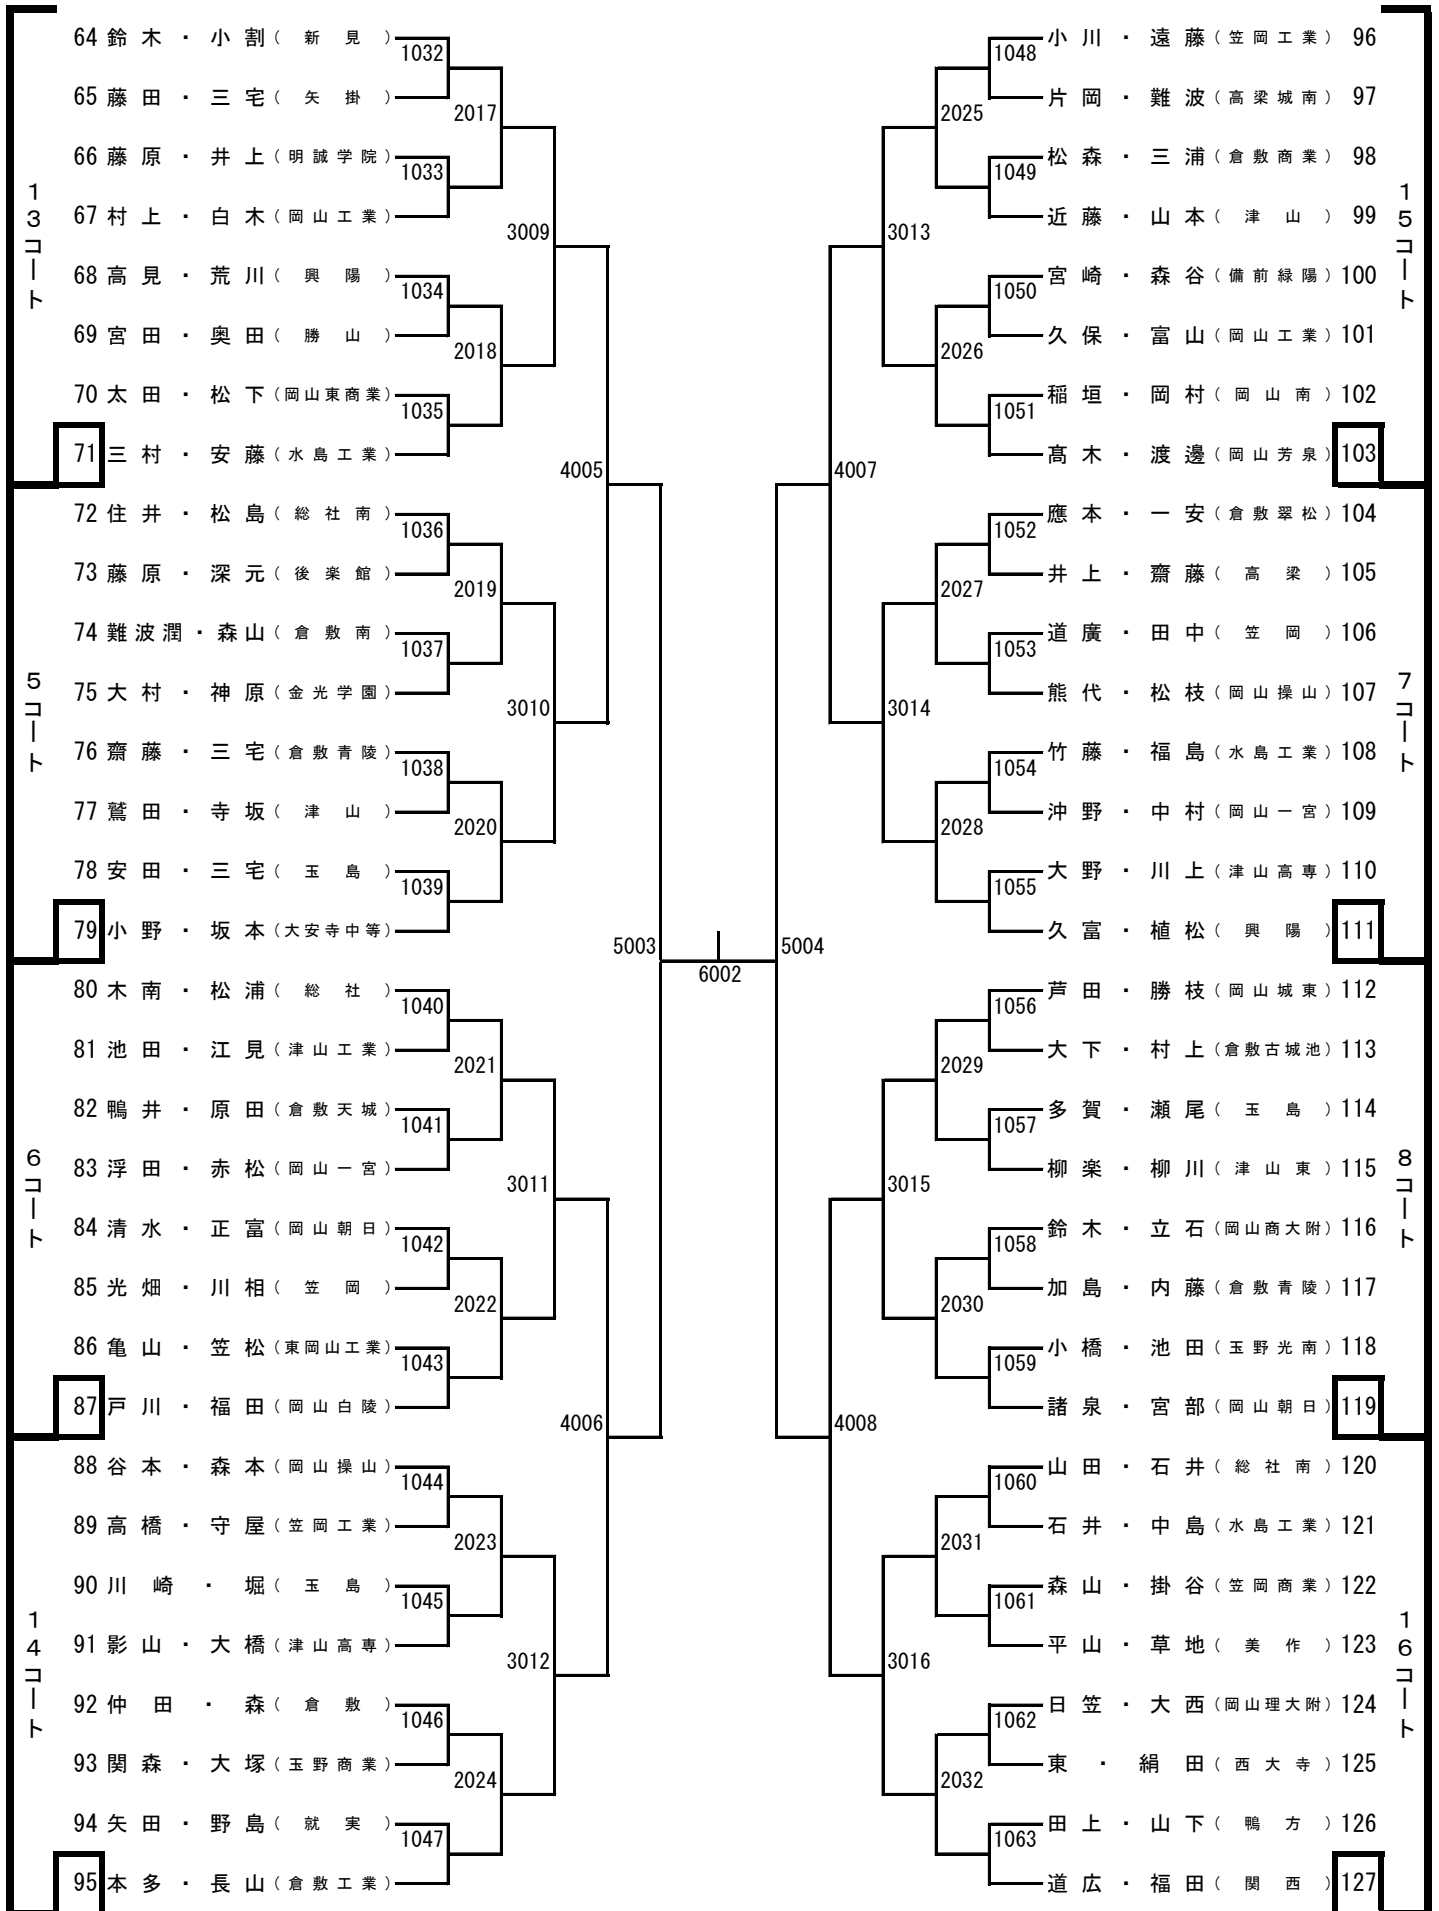 13コート
64 鈴木・小割（新見）
65 藤田・三宅（矢掛）
66 藤原・井上（明誠学院）
67 村上・白木（岡山工業）
68 高見・荒川（興陽）
69 宮田・奥田（勝山）
70 太田・松下（岡山東商業）
71 三村・安藤（水島工業）
5コート
72 住井・松島（総社南）
73 藤原・深元（後楽館）
74 難波潤・森山（倉敷南）
75 大村・神原（金光学園）
76 齋藤・三宅（倉敷青陵）
77 鷲田・寺坂（津山）
78 安田・三宅（玉島）
79 小野・坂本（大安寺中等）
6コート
80 木南・松浦（総社）
81 池田・江見（津山工業）
82 鴨井・原田（倉敷天城）
83 浮田・赤松（岡山一宮）
84 清水・正富（岡山朝日）
85 光畑・川相（笠岡）
86 亀山・笠松（東岡山工業）
87 戸川・福田（岡山白陵）
14コート
88 谷本・森本（岡山操山）
89 高橋・守屋（笠岡工業）
90 川崎・堀（玉島）
91 影山・大橋（津山高専）
92 仲田・森（倉敷）
93 関森・大塚（玉野商業）
94 矢田・野島（就実）
95 本多・長山（倉敷工業）
1032
1033
1034
1035
1036
1037
1038
1039
1040
1041
1042
1043
1044
1045
1046
1047
2017
2018
2019
2020
2021
2022
2023
2024
3009
3010
3011
3012
4005
4006
5003
6002
5004
4007
4008
3013
3014
3015
3016
2025
2026
2027
2028
2029
2030
2031
2032
1048
1049
1050
1051
1052
1053
1054
1055
1056
1057
1058
1059
1060
1061
1062
1063
15コート
小川・遠藤（笠岡工業） 96
片岡・難波（高梁城南） 97
松森・三浦（倉敷商業） 98
近藤・山本（津山） 99
宮崎・森谷（備前緑陽） 100
久保・富山（岡山工業） 101
稲垣・岡村（岡山南） 102
髙木・渡邊（岡山芳泉） 103
7コート
應本・一安（倉敷翠松） 104
井上・齋藤（高梁） 105
道廣・田中（笠岡） 106
熊代・松枝（岡山操山） 107
竹藤・福島（水島工業） 108
沖野・中村（岡山一宮） 109
大野・川上（津山高専） 110
久富・植松（興陽） 111
8コート
芦田・勝枝（岡山城東） 112
大下・村上（倉敷古城池） 113
多賀・瀬尾（玉島） 114
柳楽・柳川（津山東） 115
鈴木・立石（岡山商大附） 116
加島・内藤（倉敷青陵） 117
小橋・池田（玉野光南） 118
諸泉・宮部（岡山朝日） 119
16コート
山田・石井（総社南） 120
石井・中島（水島工業） 121
森山・掛谷（笠岡商業） 122
平山・草地（美作） 123
日笠・大西（岡山理大附） 124
東・絹田（西大寺） 125
田上・山下（鴨方） 126
道広・福田（関西） 127